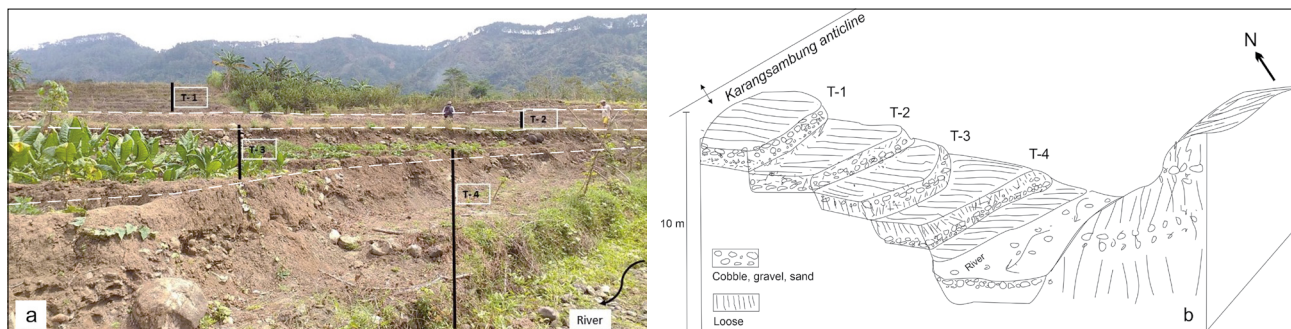 T-1
T-2
T-3
T-4
River
a
Karangsambung anticline
N
T-1
T-2
T-3
T-4
10 m
River
Cobble, gravel, sand
Loose
b